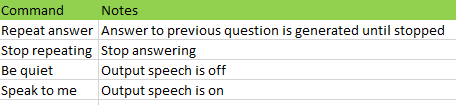 Command Notes
Repeat answer Answer to previous question is generated until stopped
Stop repeating Stop answering
Be quiet Output speech is off
Speak to me Output speech is on